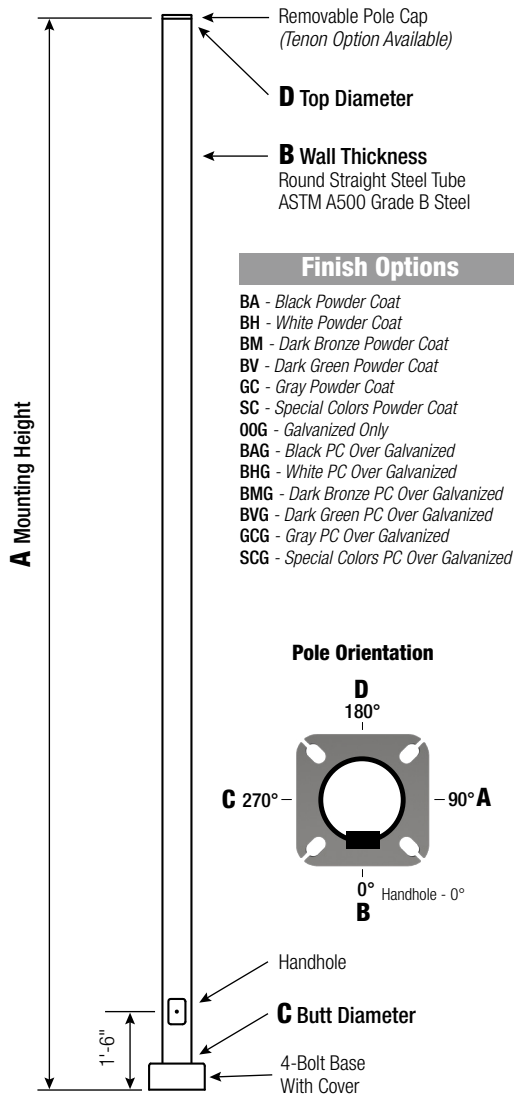 Removable Pole Cap
(Tenon Option Available)
D Top Diameter
B Wall Thickness
Round Straight Steel Tube
ASTM A500 Grade B Steel
Finish Options
BA - Black Powder Coat
BH - White Powder Coat
BM - Dark Bronze Powder Coat
BV - Dark Green Powder Coat
GC - Gray Powder Coat
SC - Special Colors Powder Coat
00G - Galvanized Only
BAG - Black PC Over Galvanized
BHG - White PC Over Galvanized
BMG - Dark Bronze PC Over Galvanized
BVG - Dark Green PC Over Galvanized
GCG - Gray PC Over Galvanized
SCG - Special Colors PC Over Galvanized
A Mounting Height
Pole Orientation
D
180°
C 270°
90° A
0° Handhole - 0°
B
Handhole
C Butt Diameter
1'-6"
4-Bolt Base
With Cover